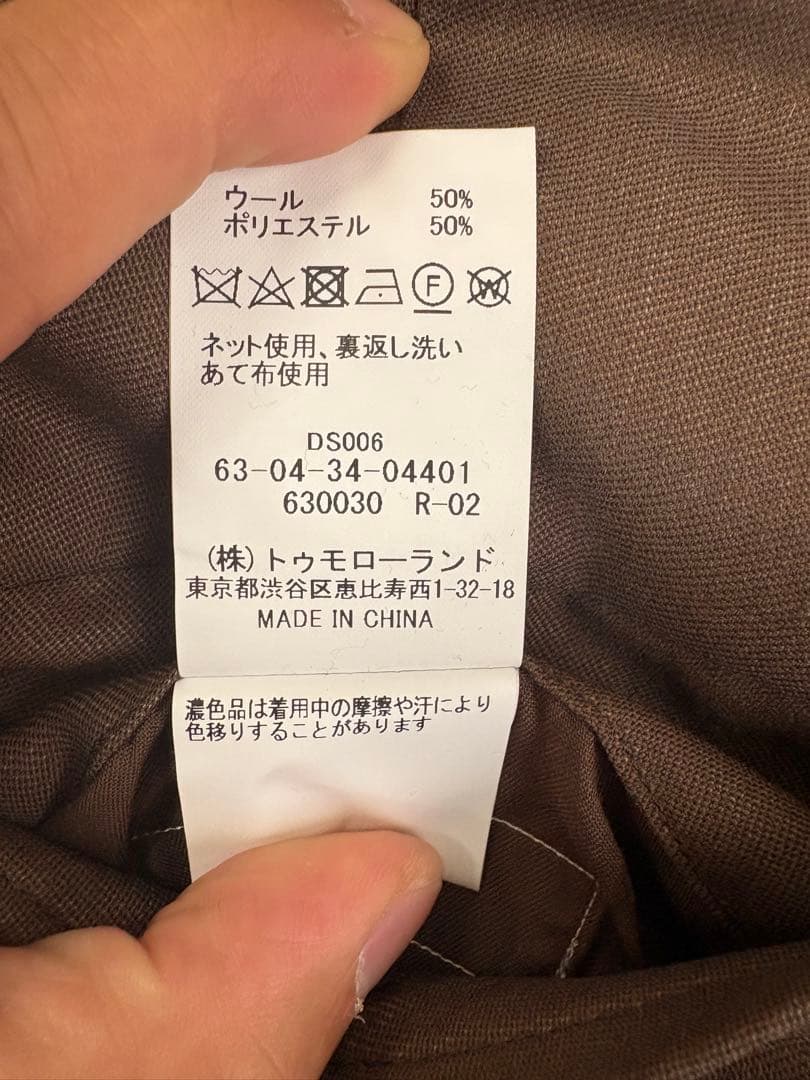 ウール 50%
ポリエステル 50%
F W
ネット使用、裏返し洗い
あて布使用
DS006
63-04-34-04401
630030 R-02
(株)トゥモローランド
東京都渋谷区恵比寿西1-32-18
MADE IN CHINA
濃色品は着用中の摩擦や汗により
色移りすることがあります